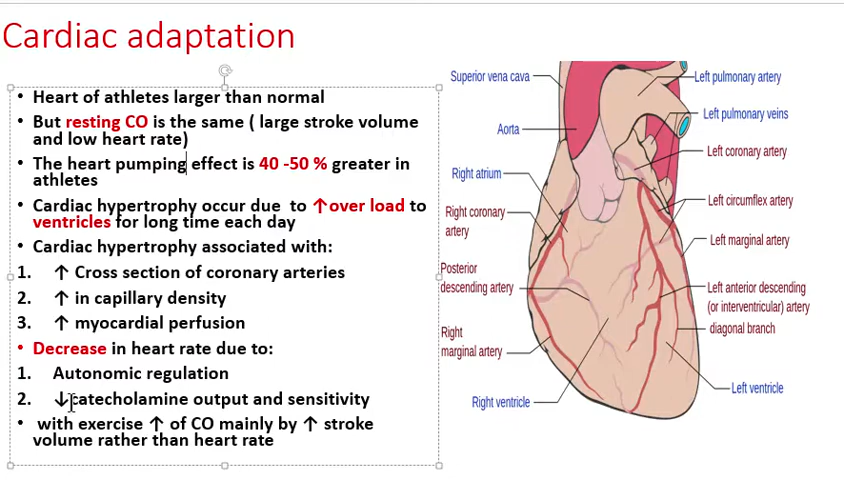 Cardiac adaptation
• Heart of athletes larger than normal
• But resting CO is the same ( large stroke volume
and low heart rate)
• The heart pumping effect is 40 -50 % greater in
athletes
• Cardiac hypertrophy occur due to ↑over load to
ventricles for long time each day
• Cardiac hypertrophy associated with:
1. ↑ Cross section of coronary arteries
2. ↑ in capillary density
3. ↑ myocardial perfusion
• Decrease in heart rate due to:
1. Autonomic regulation
2. ↓catecholamine output and sensitivity
• with exercise ↑ of CO mainly by ↑ stroke
volume rather than heart rate
Superior vena cava
Aorta
Right atrium
Right coronary
artery
Posterior
descending artery
Right
marginal artery
Right ventricle
Left pulmonary artery
Left pulmonary veins
Left coronary artery
Left circumflex artery
Left marginal artery
Left anterior descending
(or interventricular) artery
diagonal branch
Left ventricle